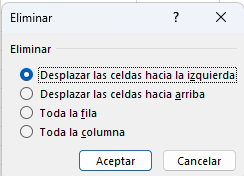 Eliminar
?
Eliminar
Desplazar las celdas hacia la izquierda
Desplazar las celdas hacia arriba
Toda la fila
Toda la columna
Aceptar Cancelar